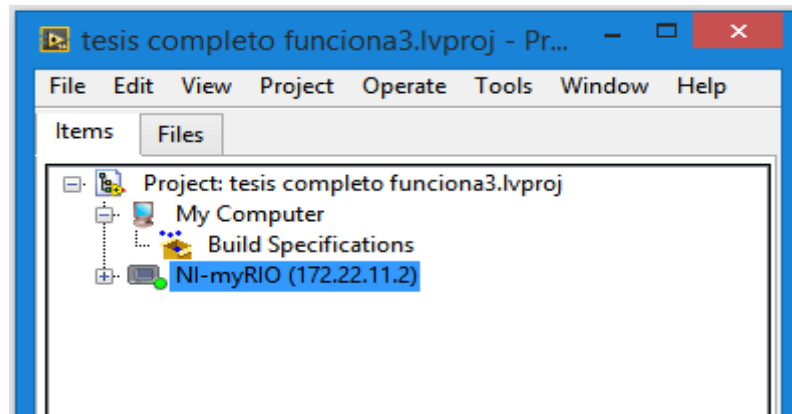 tesis completo funciona3.lvproj - Pr...
File Edit View Project Operate Tools Window Help
Items Files
Project: tesis completo funciona3.lvproj
My Computer
Build Specifications
NI-myRIO (172.22.11.2)